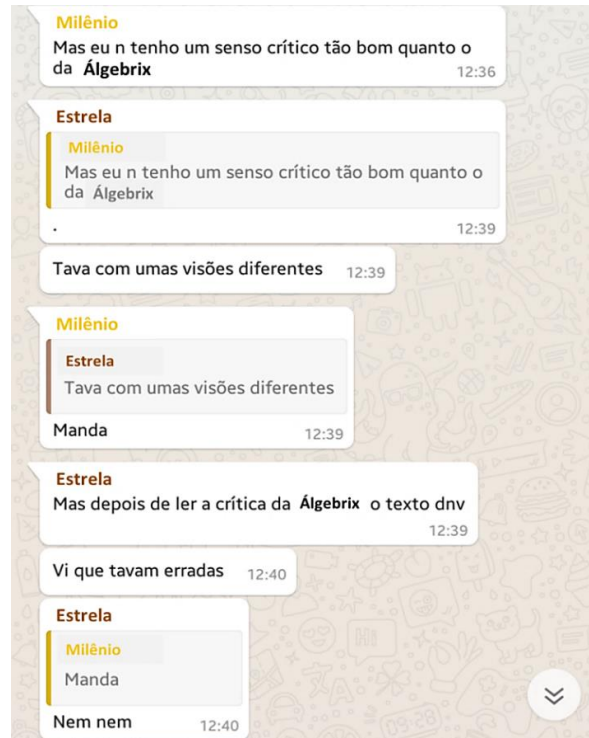 Milênio
Mas eu n tenho um senso crítico tão bom quanto o
da Álgebrix
12:36
Estrela
Milênio
Mas eu n tenho um senso crítico tão bom quanto o
da Álgebrix
.
12:39
Tava com umas visões diferentes 12:39
Milênio
Estrela
Tava com umas visões diferentes
Manda 12:39
Estrela
Mas depois de ler a crítica da Álgebrix o texto dnv
12:39
Vi que tavam erradas 12:40
Estrela
Milênio
Manda
Nem nem 12:40